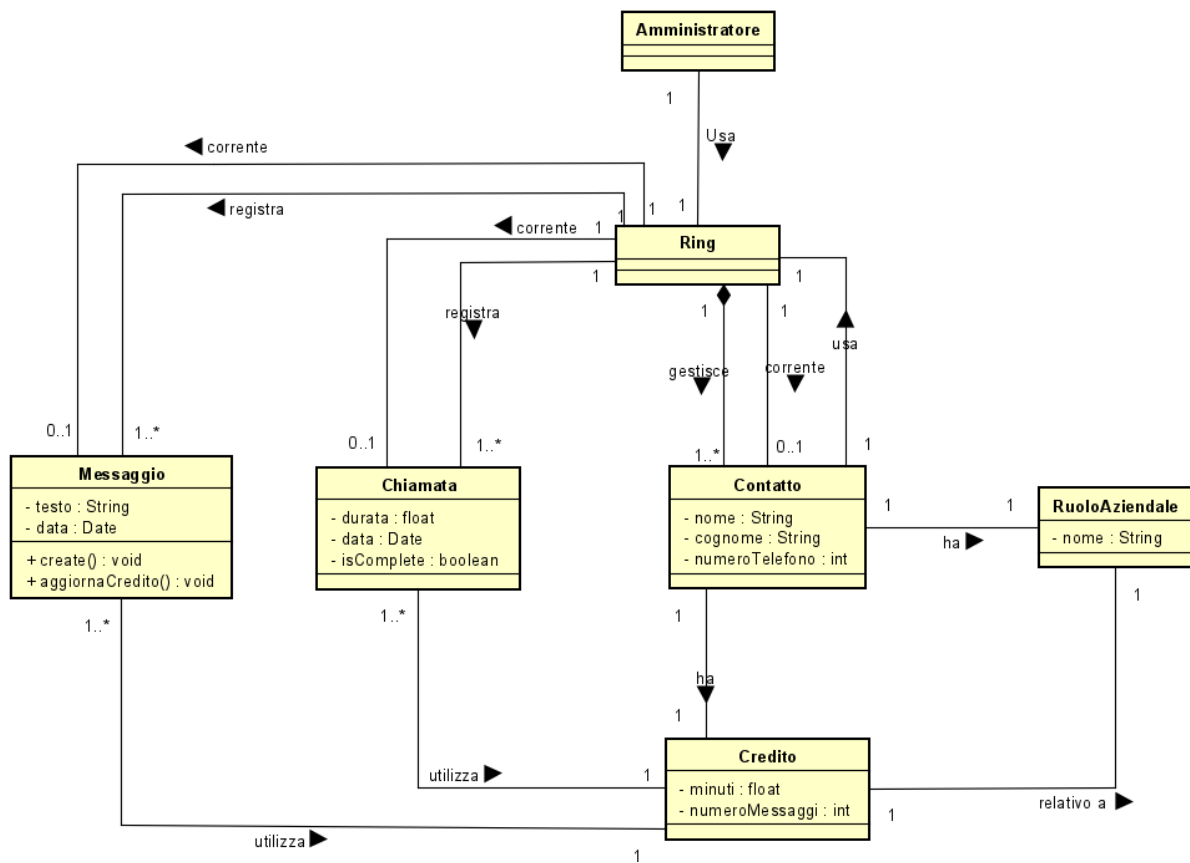 Amministratore
1
Usa
corrente
registra
1
1
1
corrente
1
Ring
1
1
registra
1
1
usa
gestisce
corrente
0..1
1..*
0..1
1..*
1..*
0..1
1
Messaggio
- testo : String
- data : Date
+ create() : void
+ aggiornaCredito() : void
Chiamata
- durata : float
- data : Date
- isComplete : boolean
Contatto
- nome : String
- cognome : String
- numeroTelefono : int
1
1
ha
RuoloAziendale
- nome : String
1..*
1..*
1
1
ha
1
Credito
- minuti : float
- numeroMessaggi : int
utilizza
1
relativo a
1
utilizza
1